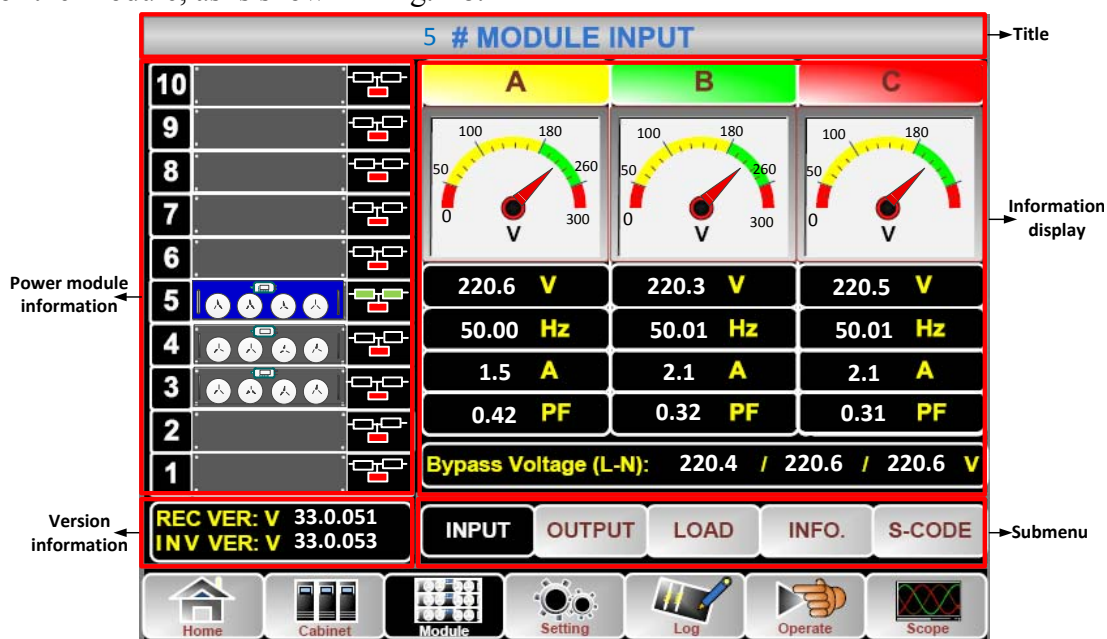 5 # MODULE INPUT
Title
10
9
8
7
6
5
4
3
2
1
Power module
information
A B C
50 100 180 260
0 300
V
50 100 180 260
0 300
V
50 100 180
0 300
V
Information
display
220.6 V 220.3 V 220.5 V
50.00 Hz 50.01 Hz 50.01 Hz
1.5 A 2.1 A 2.1 A
0.42 PF 0.32 PF 0.31 PF
Bypass Voltage (L-N): 220.4 / 220.6 / 220.6 V
Version
information
REC VER: V 33.0.051
INV VER: V 33.0.053
INPUT OUTPUT LOAD INFO. S-CODE
Submenu
Home Cabinet Module Setting Log Operate Scope